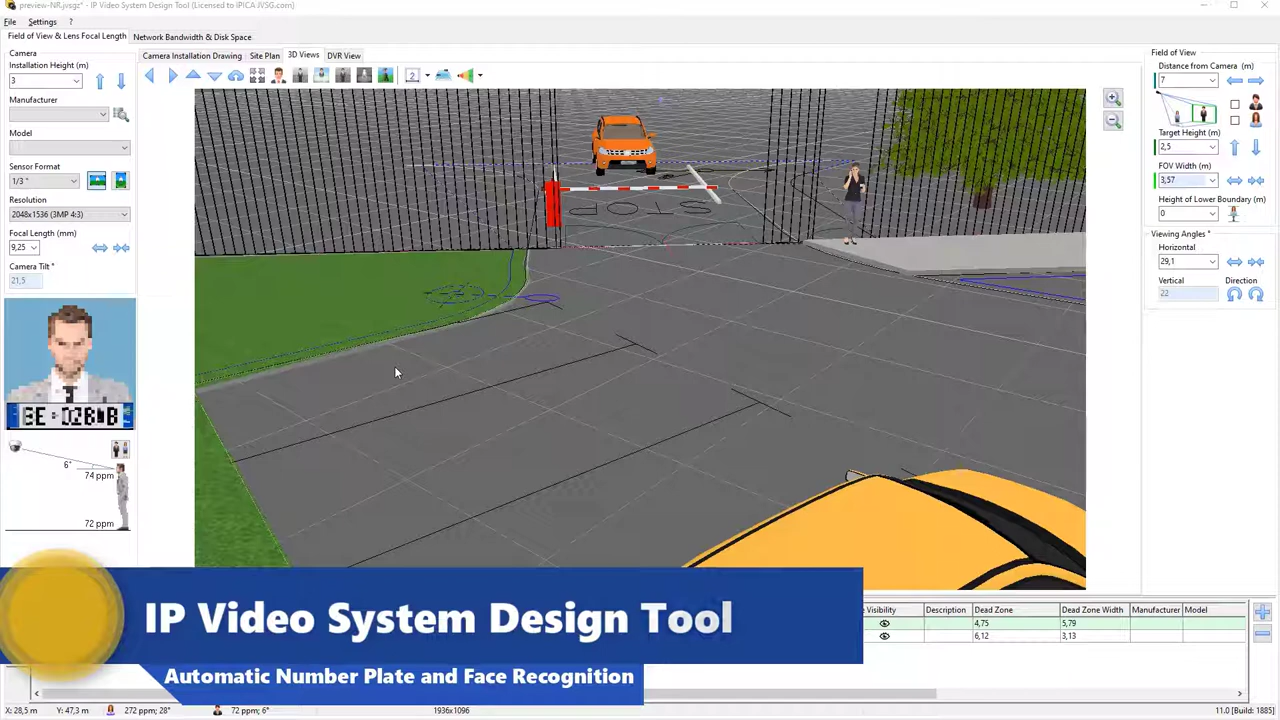 preview-NR.jvsgz* - IP Video System Design Tool (Licensed to iPICA JVSG.com)
File Settings ?
Field of View & Lens Focal Length Network Bandwidth & Disk Space
Camera
Installation Height (m)
3
Manufacturer
Model
Sensor Format
1/3 "
Resolution
2048x1536 (3MP 4:3)
Focal Length (mm)
9,25
Camera Tilt °
21,5
6°
74 ppm
72 ppm
Camera Installation Drawing Site Plan 3D Views DVR View
2
Field of View
Distance from Camera (m)
7
Target Height (m)
2,5
FOV Width (m)
3,57
Height of Lower Boundary (m)
0
Viewing Angles °
Horizontal
29,1
Vertical Direction
22
IP Video System Design Tool
Automatic Number Plate and Face Recognition
Visibility Description Dead Zone Dead Zone Width Manufacturer Model
4,75 5,79
6,12 3,13
X: 28,5 m Y: 47,3 m 272 ppm; 28° 72 ppm; 6° 1936x1096 11.0 [Build: 1885]